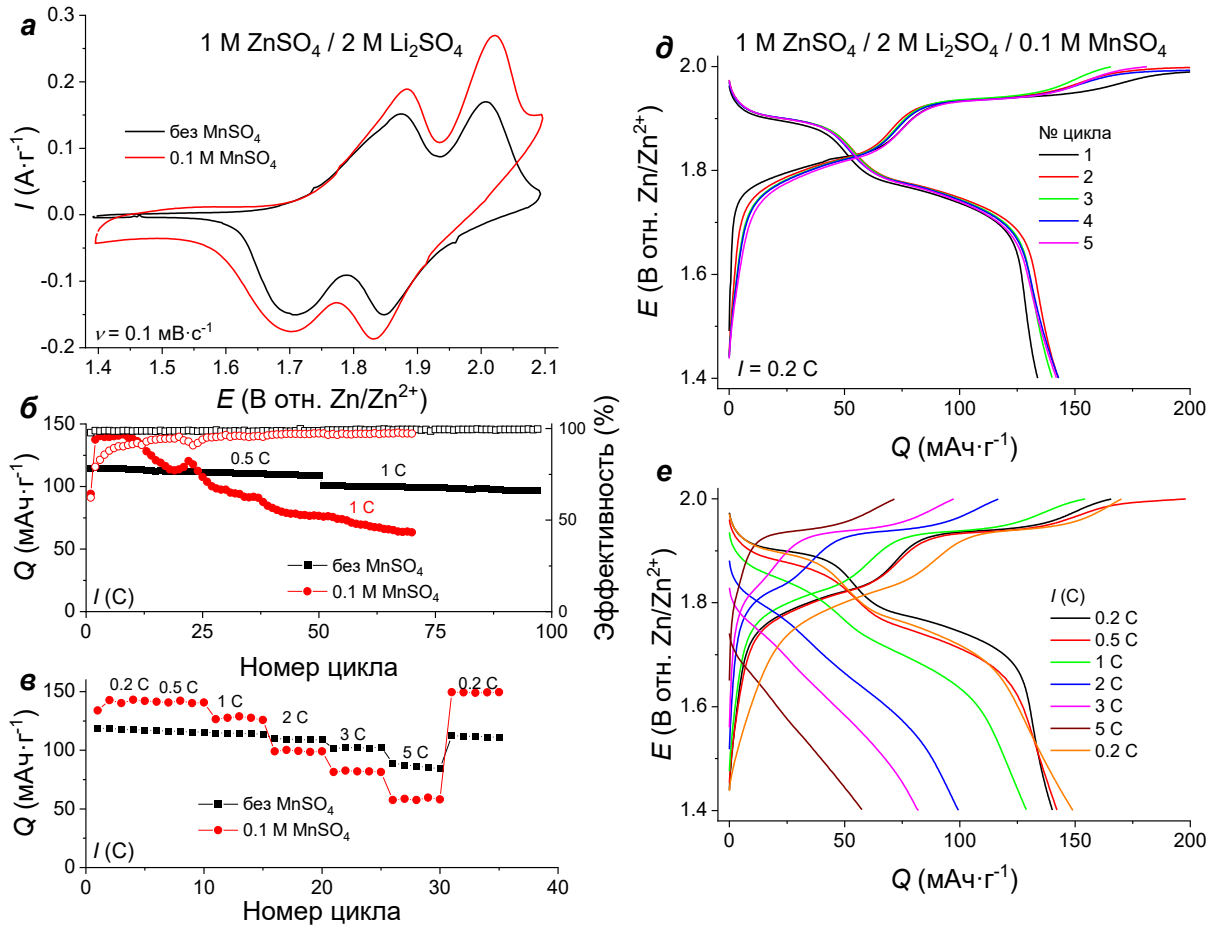 а
1 M ZnSO₄ / 2 M Li₂SO₄
0.3
0.2
0.1
0.0
-0.1
-0.2
I (А·г⁻¹)
без MnSO₄
0.1 M MnSO₄
ν = 0.1 мВ·с⁻¹
1.4 1.5 1.6 1.7 1.8 1.9 2.0 2.1
E (В отн. Zn/Zn²⁺)
б
150
100
50
0
Q (мАч·г⁻¹)
100
50
0
Эффективность (%)
0.5 C
1 C
1 C
без MnSO₄
0.1 M MnSO₄
I (C)
0 25 50 75 100
Номер цикла
в
150
100
50
0
Q (мАч·г⁻¹)
0.2 C 0.5 C
1 C
2 C
3 C
5 C
0.2 C
без MnSO₄
0.1 M MnSO₄
I (C)
0 10 20 30 40
Номер цикла
д
1 M ZnSO₄ / 2 M Li₂SO₄ / 0.1 M MnSO₄
2.0
1.8
1.6
1.4
E (В отн. Zn/Zn²⁺)
№ цикла
1
2
3
4
5
I = 0.2 C
0 50 100 150 200
Q (мАч·г⁻¹)
е
2.0
1.8
1.6
1.4
E (В отн. Zn/Zn²⁺)
I (C)
0.2 C
0.5 C
1 C
2 C
3 C
5 C
0.2 C
0 50 100 150 200
Q (мАч·г⁻¹)